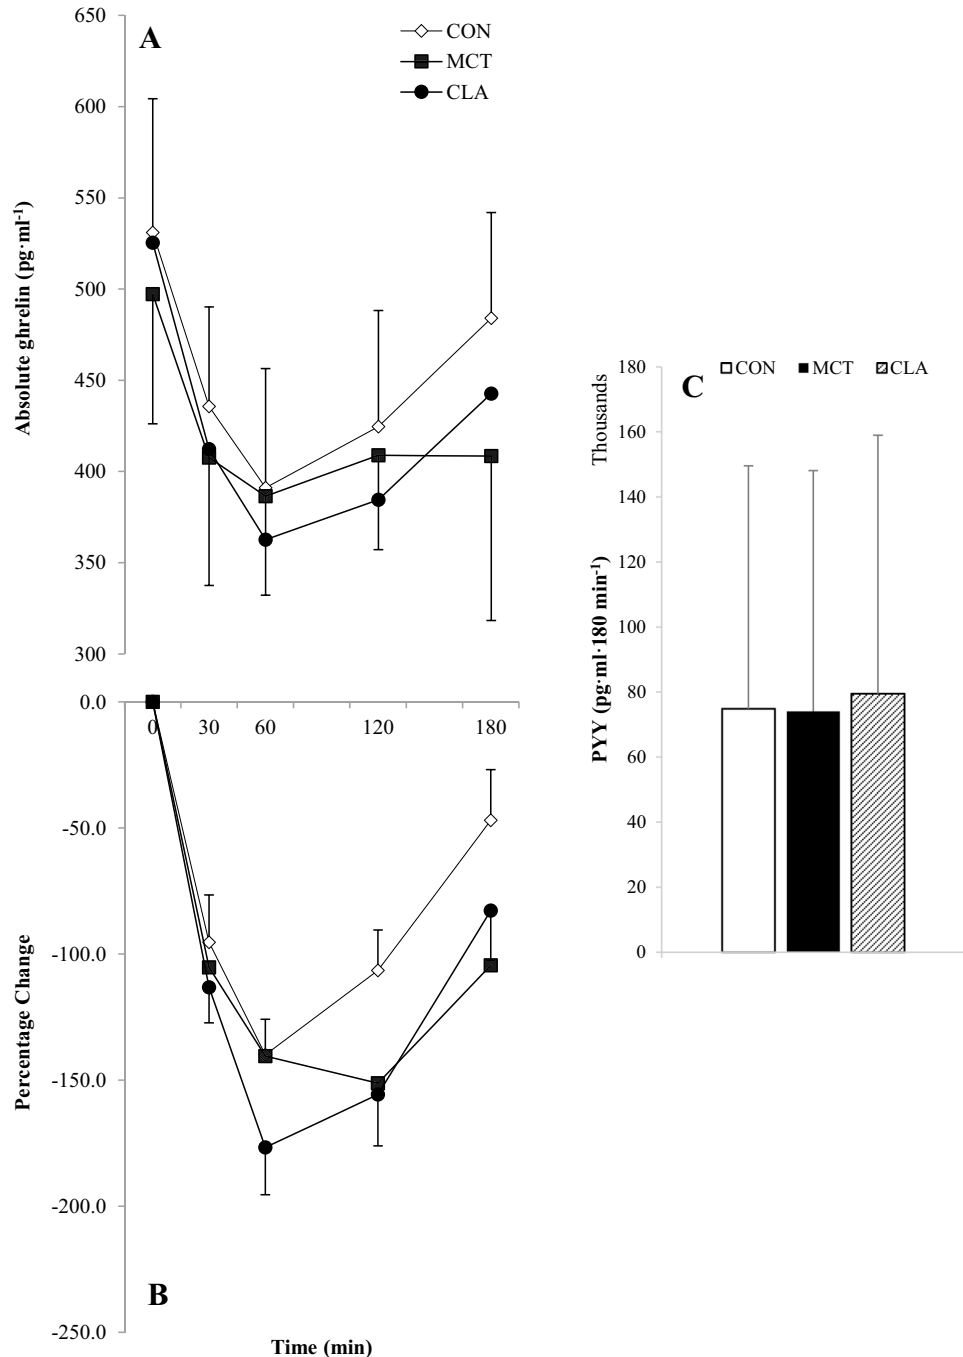 A
CON
MCT
CLA
Absolute ghrelin (pg·ml⁻¹)
650
600
550
500
450
400
350
300
0.0
-50.0
-100.0
-150.0
-200.0
-250.0
0 30 60 120 180
Percentage Change
B
Time (min)
C
CON MCT CLA
Thousands
PYY (pg·ml·180 min⁻¹)
180
160
140
120
100
80
60
40
20
0